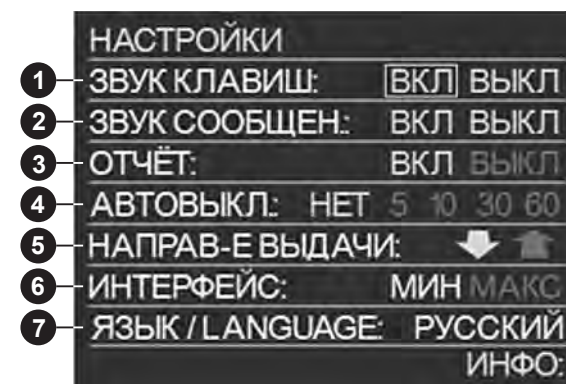 НАСТРОЙКИ
1 ЗВУК КЛАВИШ: ВКЛ ВЫКЛ
2 ЗВУК СООБЩЕН.: ВКЛ ВЫКЛ
3 ОТЧЁТ: ВКЛ ВЫКЛ
4 АВТОВЫКЛ.: НЕТ 5 10 30 60
5 НАПРАВ-Е ВЫДАЧИ:
6 ИНТЕРФЕЙС: МИН МАКС
7 ЯЗЫК / LANGUAGE: РУССКИЙ
ИНФО: